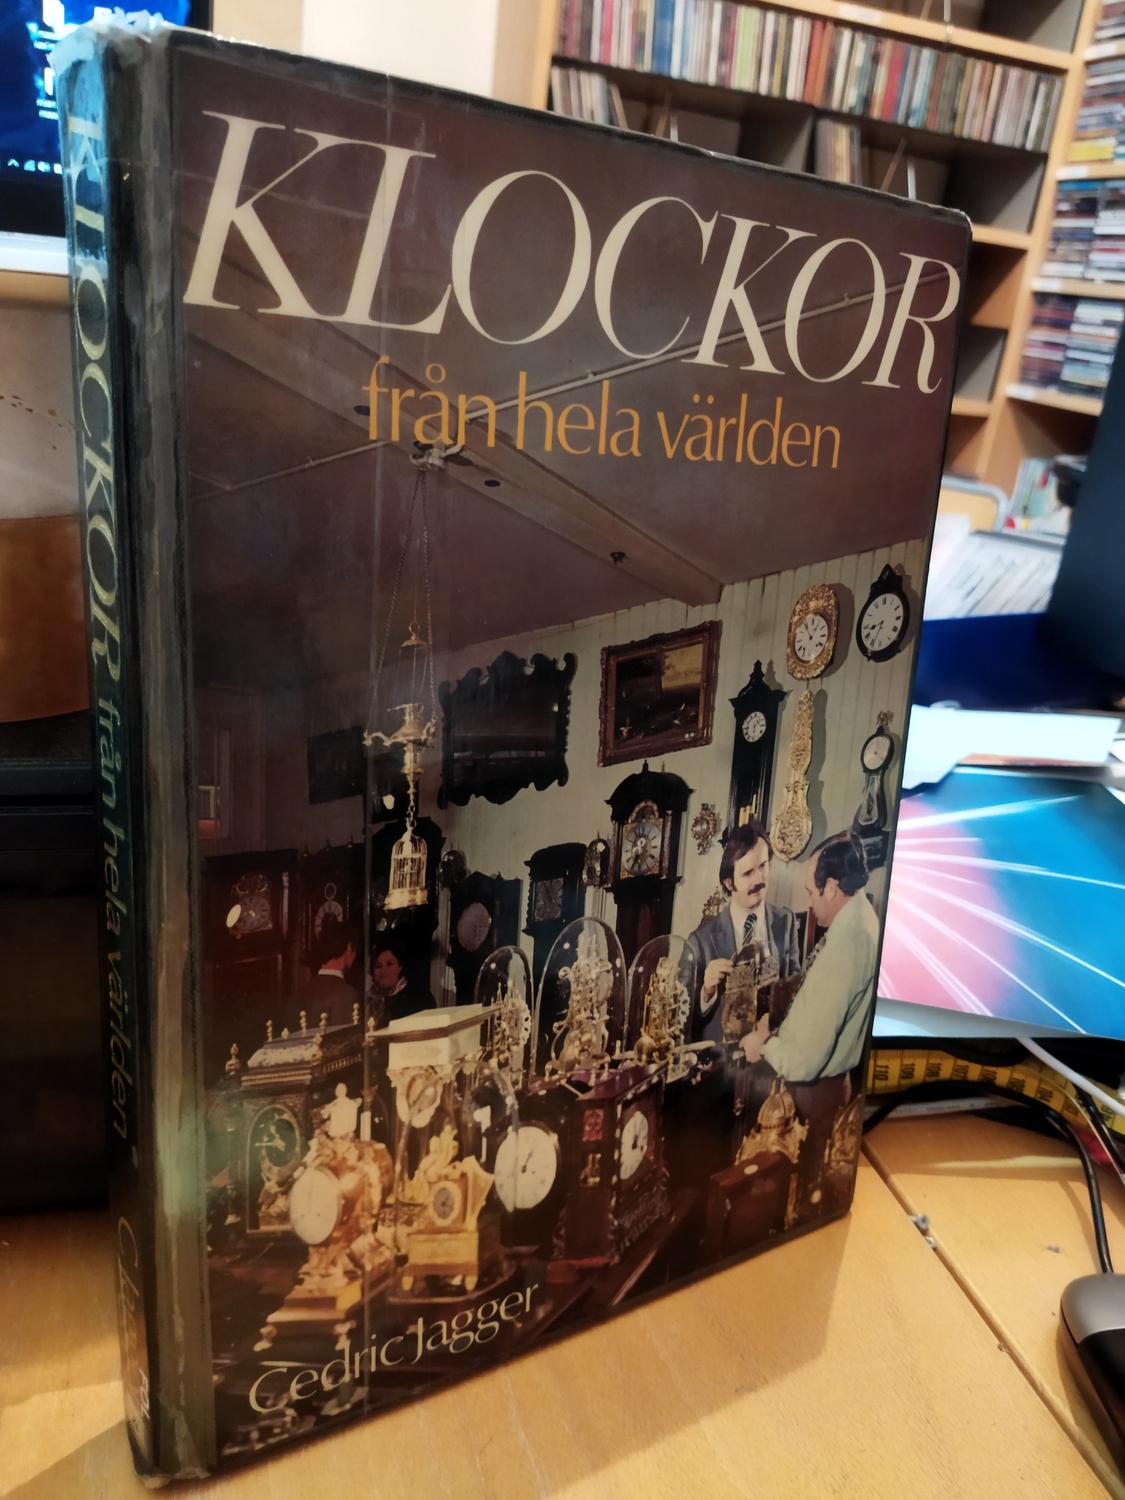 KLOCKOR
från hela världen
Cedric Jagger
KLOCKOR från hela världen